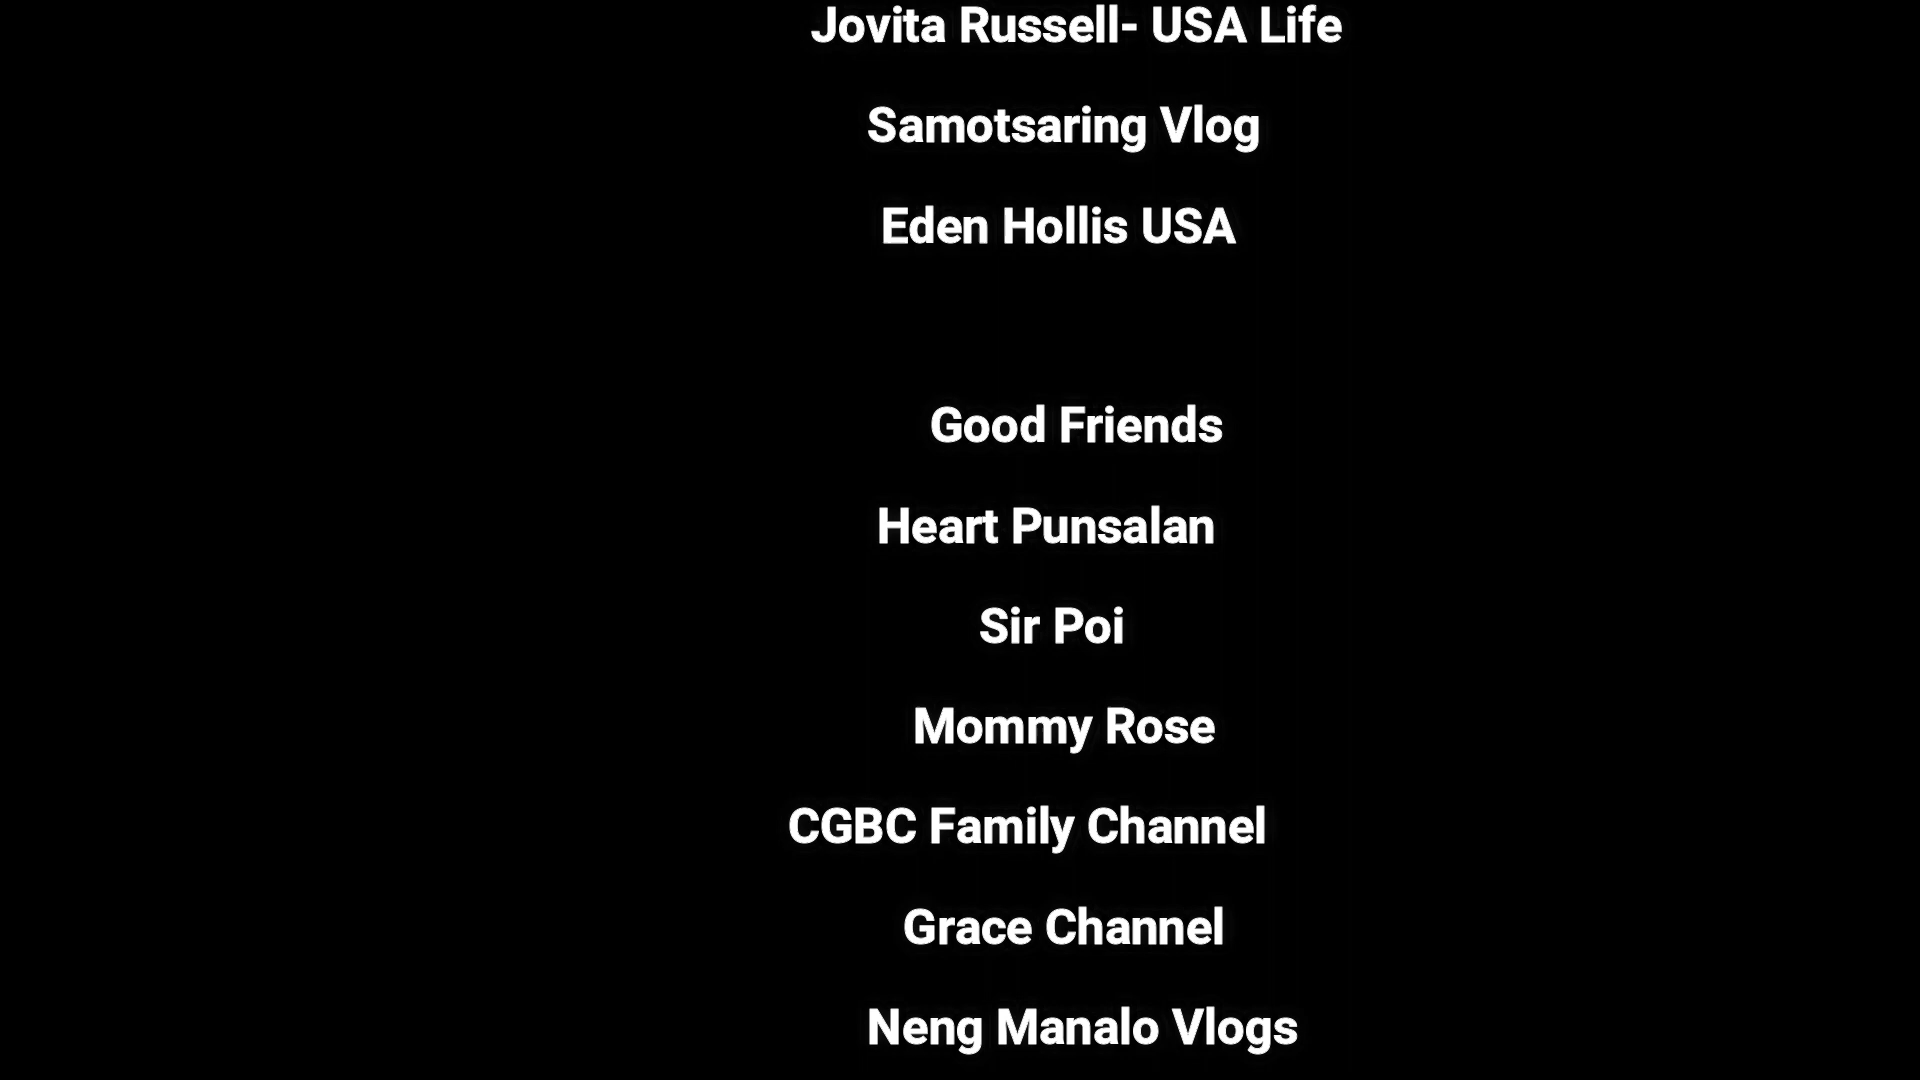 Jovita Russell- USA Life
Samotsaring Vlog
Eden Hollis USA
Good Friends
Heart Punsalan
Sir Poi
Mommy Rose
CGBC Family Channel
Grace Channel
Neng Manalo Vlogs